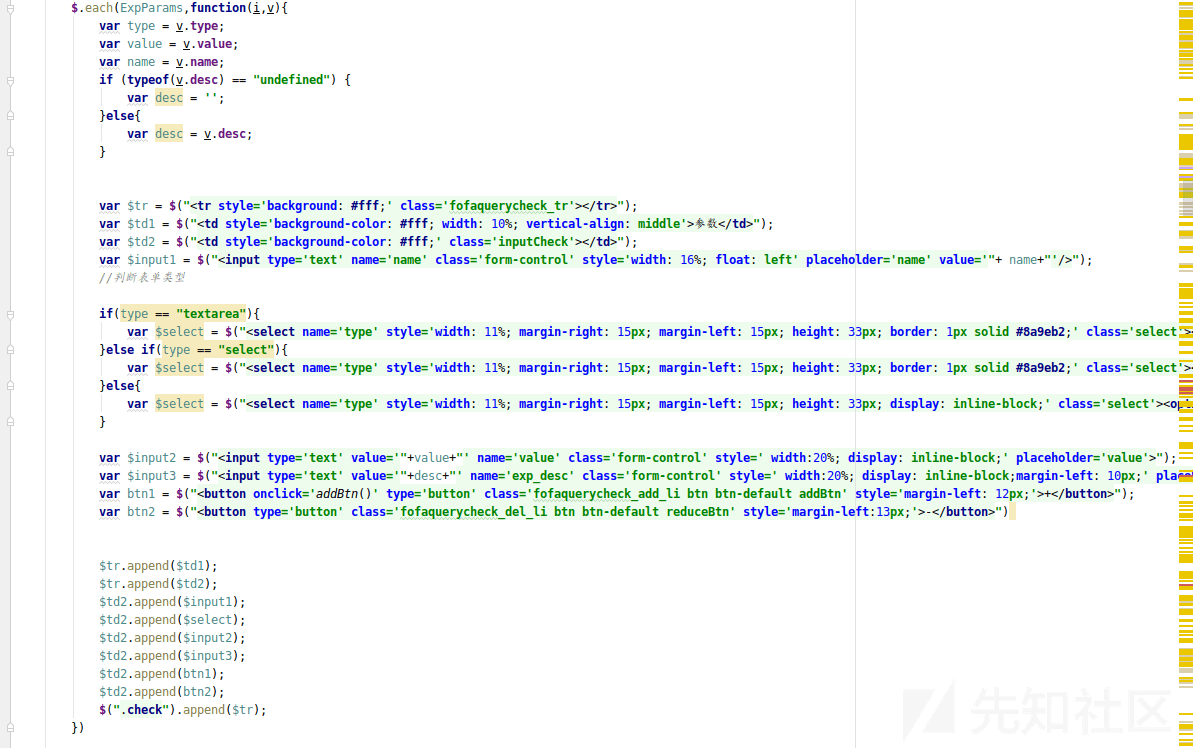 $.each(ExpParams,function(i,v){
var type = v.type;
var value = v.value;
var name = v.name;
if (typeof(v.desc) == "undefined") {
var desc = '';
}else{
var desc = v.desc;
}
var $tr = $("<tr style='background: #fff;' class='fofaquerycheck_tr'></tr>");
var $td1 = $("<td style='background-color: #fff; width: 10%; vertical-align: middle'>参数</td>");
var $td2 = $("<td style='background-color: #fff;' class='inputCheck'></td>");
var $input1 = $("<input type='text' name='name' class='form-control' style='width: 16%; float: left' placeholder='name' value='"+ name+"'/>");
//判断表单类型
if(type == "textarea"){
var $select = $("<select name='type' style='width: 11%; margin-right: 15px; margin-left: 15px; height: 33px; border: 1px solid #8a9eb2;' class='select'>
}else if(type == "select"){
var $select = $("<select name='type' style='width: 11%; margin-right: 15px; margin-left: 15px; height: 33px; border: 1px solid #8a9eb2;' class='select'>
}else{
var $select = $("<select name='type' style='width: 11%; margin-right: 15px; margin-left: 15px; height: 33px; display: inline-block;' class='select'><op
}
var $input2 = $("<input type='text' value='"+value+"' name='value' class='form-control' style=' width:20%; display: inline-block;' placeholder='value'>");
var $input3 = $("<input type='text' value='"+desc+"' name='exp_desc' class='form-control' style=' width:20%; display: inline-block;margin-left: 10px;' plac
var btn1 = $("<button onclick='addBtn()' type='button' class='fofaquerycheck_add_li btn btn-default addBtn' style='margin-left: 12px;'>+</button>");
var btn2 = $("<button type='button' class='fofaquerycheck_del_li btn btn-default reduceBtn' style='margin-left:13px;'>-</button>")
$tr.append($td1);
$tr.append($td2);
$td2.append($input1);
$td2.append($select);
$td2.append($input2);
$td2.append($input3);
$td2.append(btn1);
$td2.append(btn2);
$(".check").append($tr);
})
先知社区